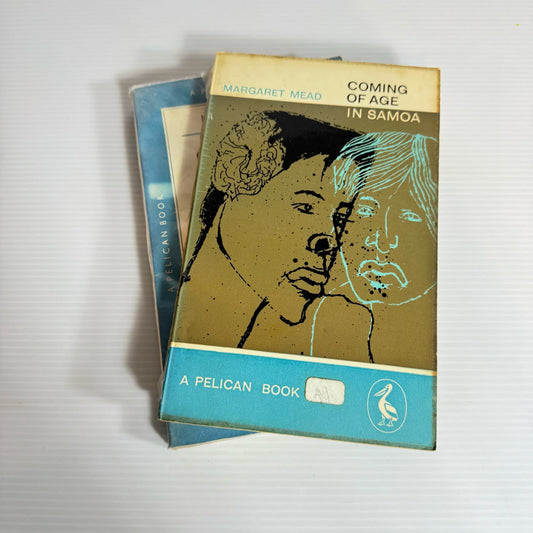 MARGARET MEAD
COMING
OF AGE
IN SAMOA
A PELICAN BOOK
A PELICAN BOOK